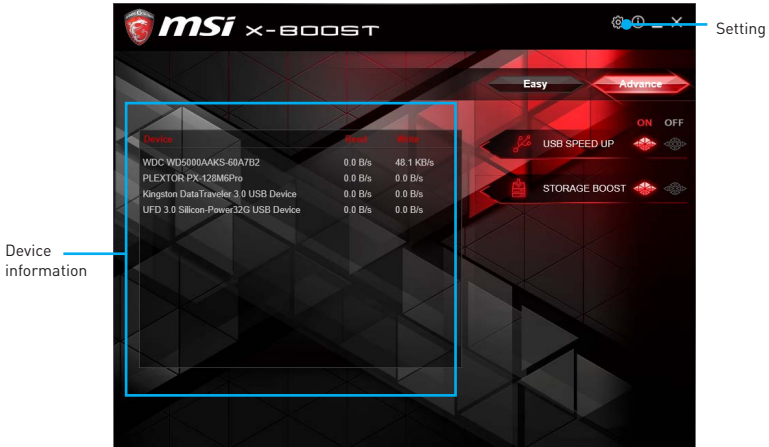 msi X-BOOST
Setting
Easy Advance
ON OFF
Device Read Write
WDC WD5000AAKS-60A7B2 0.0 B/s 48.1 KB/s
PLEXTOR PX-128M6Pro 0.0 B/s 0.0 B/s
Kingston DataTraveler 3.0 USB Device 0.0 B/s 0.0 B/s
UFD 3.0 Silicon-Power32G USB Device 0.0 B/s 0.0 B/s
USB SPEED UP
STORAGE BOOST
Device
information